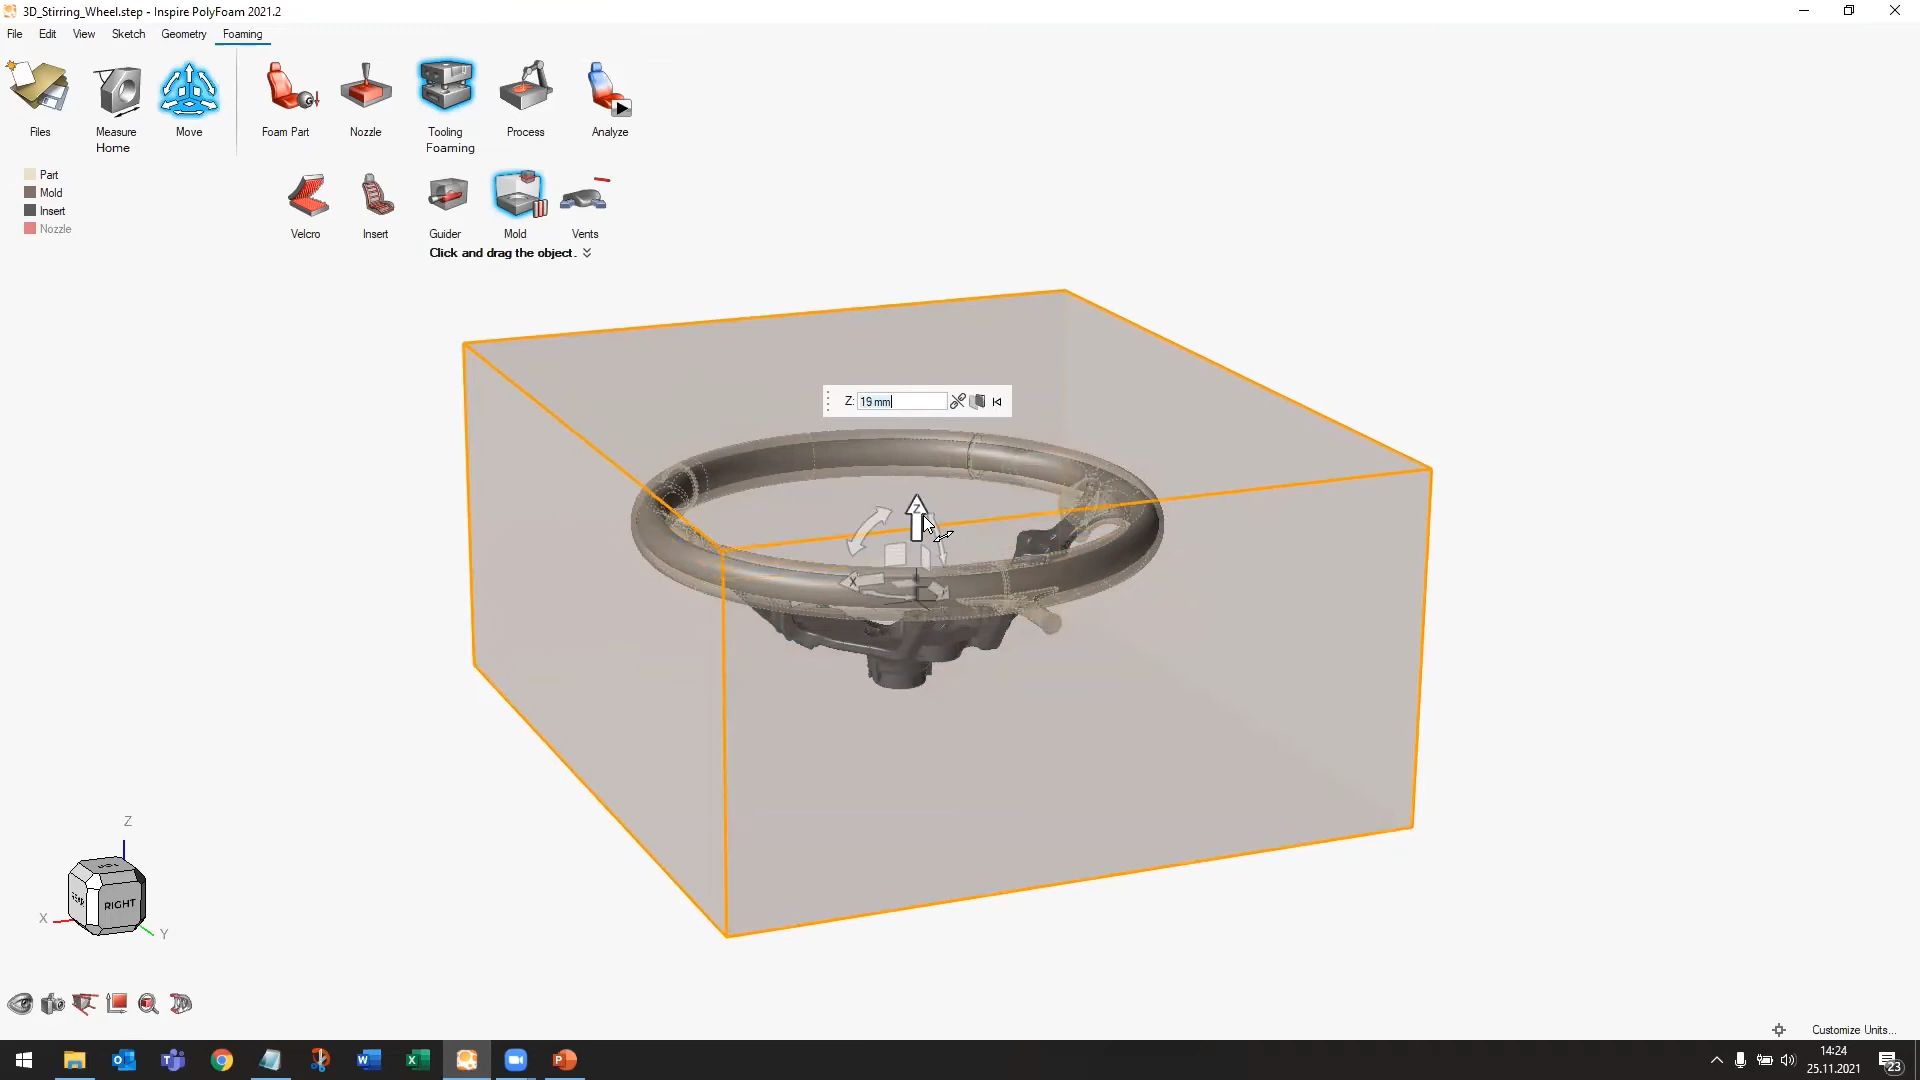 3D_Stirring_Wheel.step - Inspire PolyFoam 2021.2
File Edit View Sketch Geometry Foaming
Files Measure Move Foam Part Nozzle Tooling Process Analyze
Home Foaming
Part
Mold
Insert
Nozzle
Velcro Insert Guider Mold Vents
Click and drag the object.
Z: 19 mm
Z
X
Z
RIGHT
X
Y
Customize Units...
14:24
25.11.2021
23